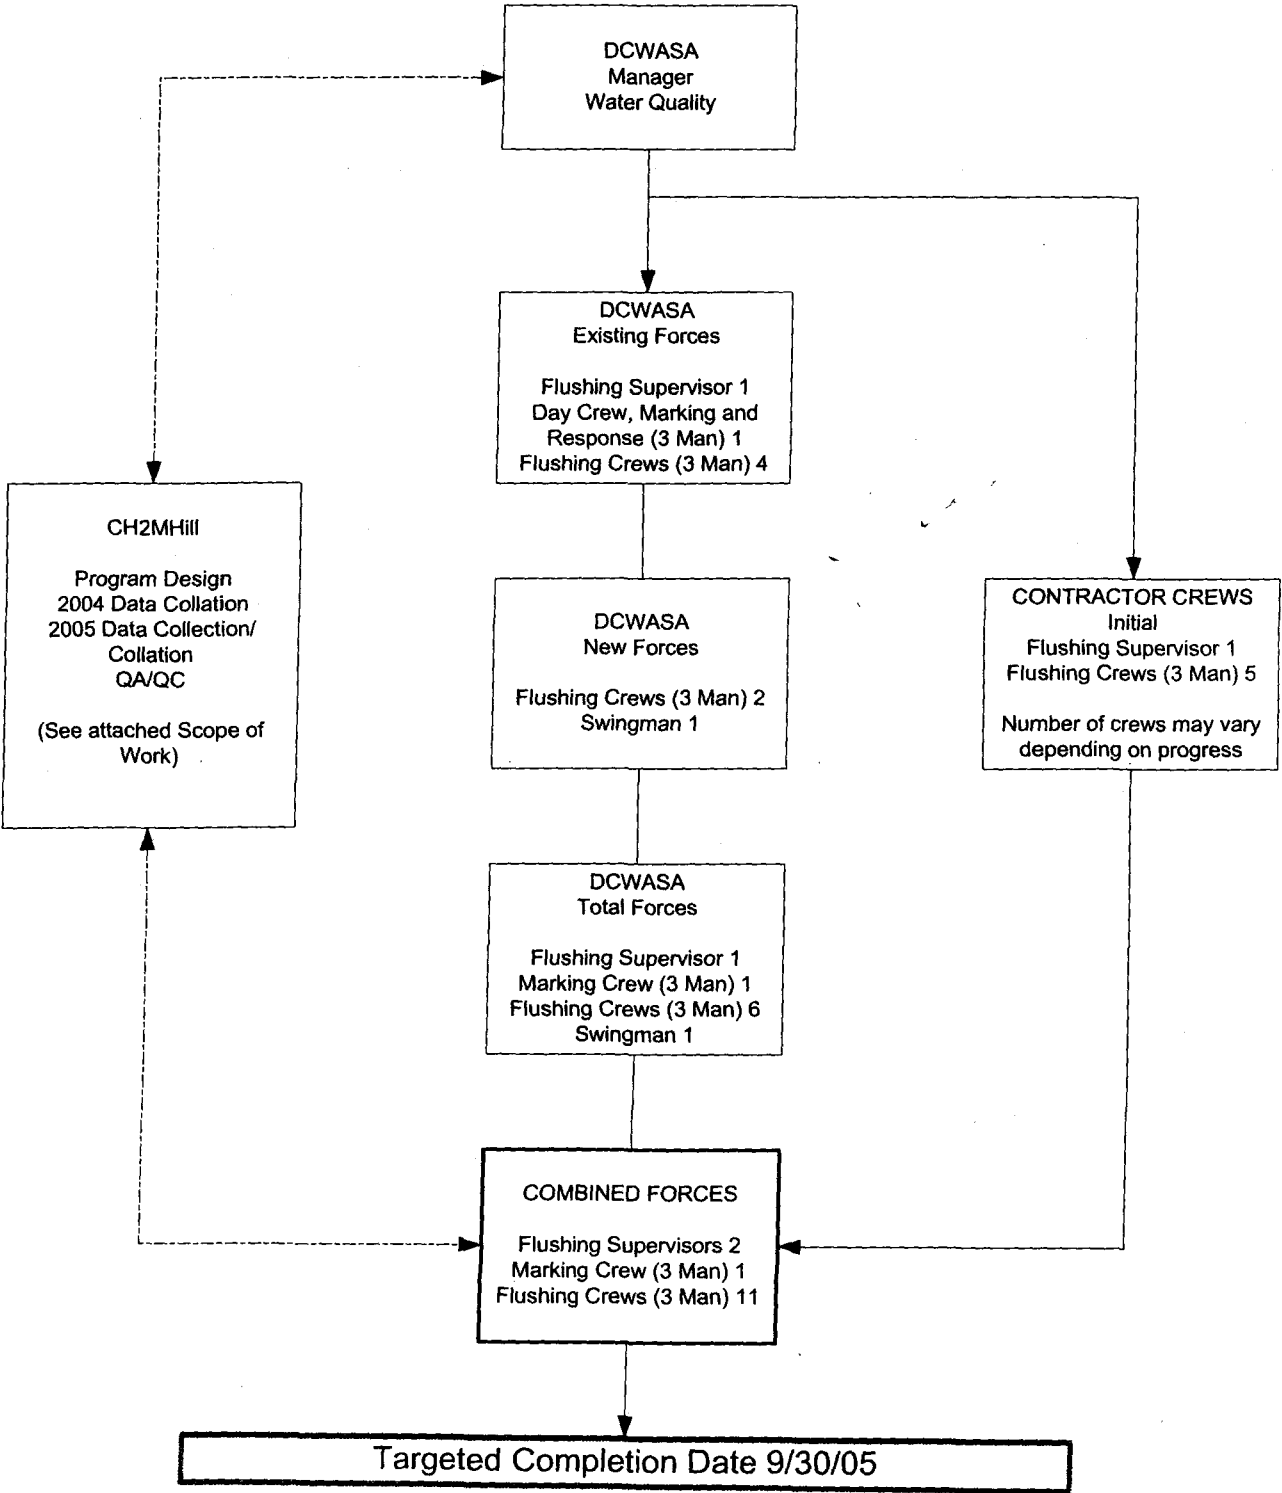 DCWASA
Manager
Water Quality
DCWASA
Existing Forces
Flushing Supervisor 1
Day Crew, Marking and
Response (3 Man) 1
Flushing Crews (3 Man) 4
CH2MHill
Program Design
2004 Data Collation
2005 Data Collection/
Collation
QA/QC
(See attached Scope of
Work)
DCWASA
New Forces
Flushing Crews (3 Man) 2
Swingman 1
CONTRACTOR CREWS
Initial
Flushing Supervisor 1
Flushing Crews (3 Man) 5
Number of crews may vary
depending on progress
DCWASA
Total Forces
Flushing Supervisor 1
Marking Crew (3 Man) 1
Flushing Crews (3 Man) 6
Swingman 1
COMBINED FORCES
Flushing Supervisors 2
Marking Crew (3 Man) 1
Flushing Crews (3 Man) 11
Targeted Completion Date 9/30/05